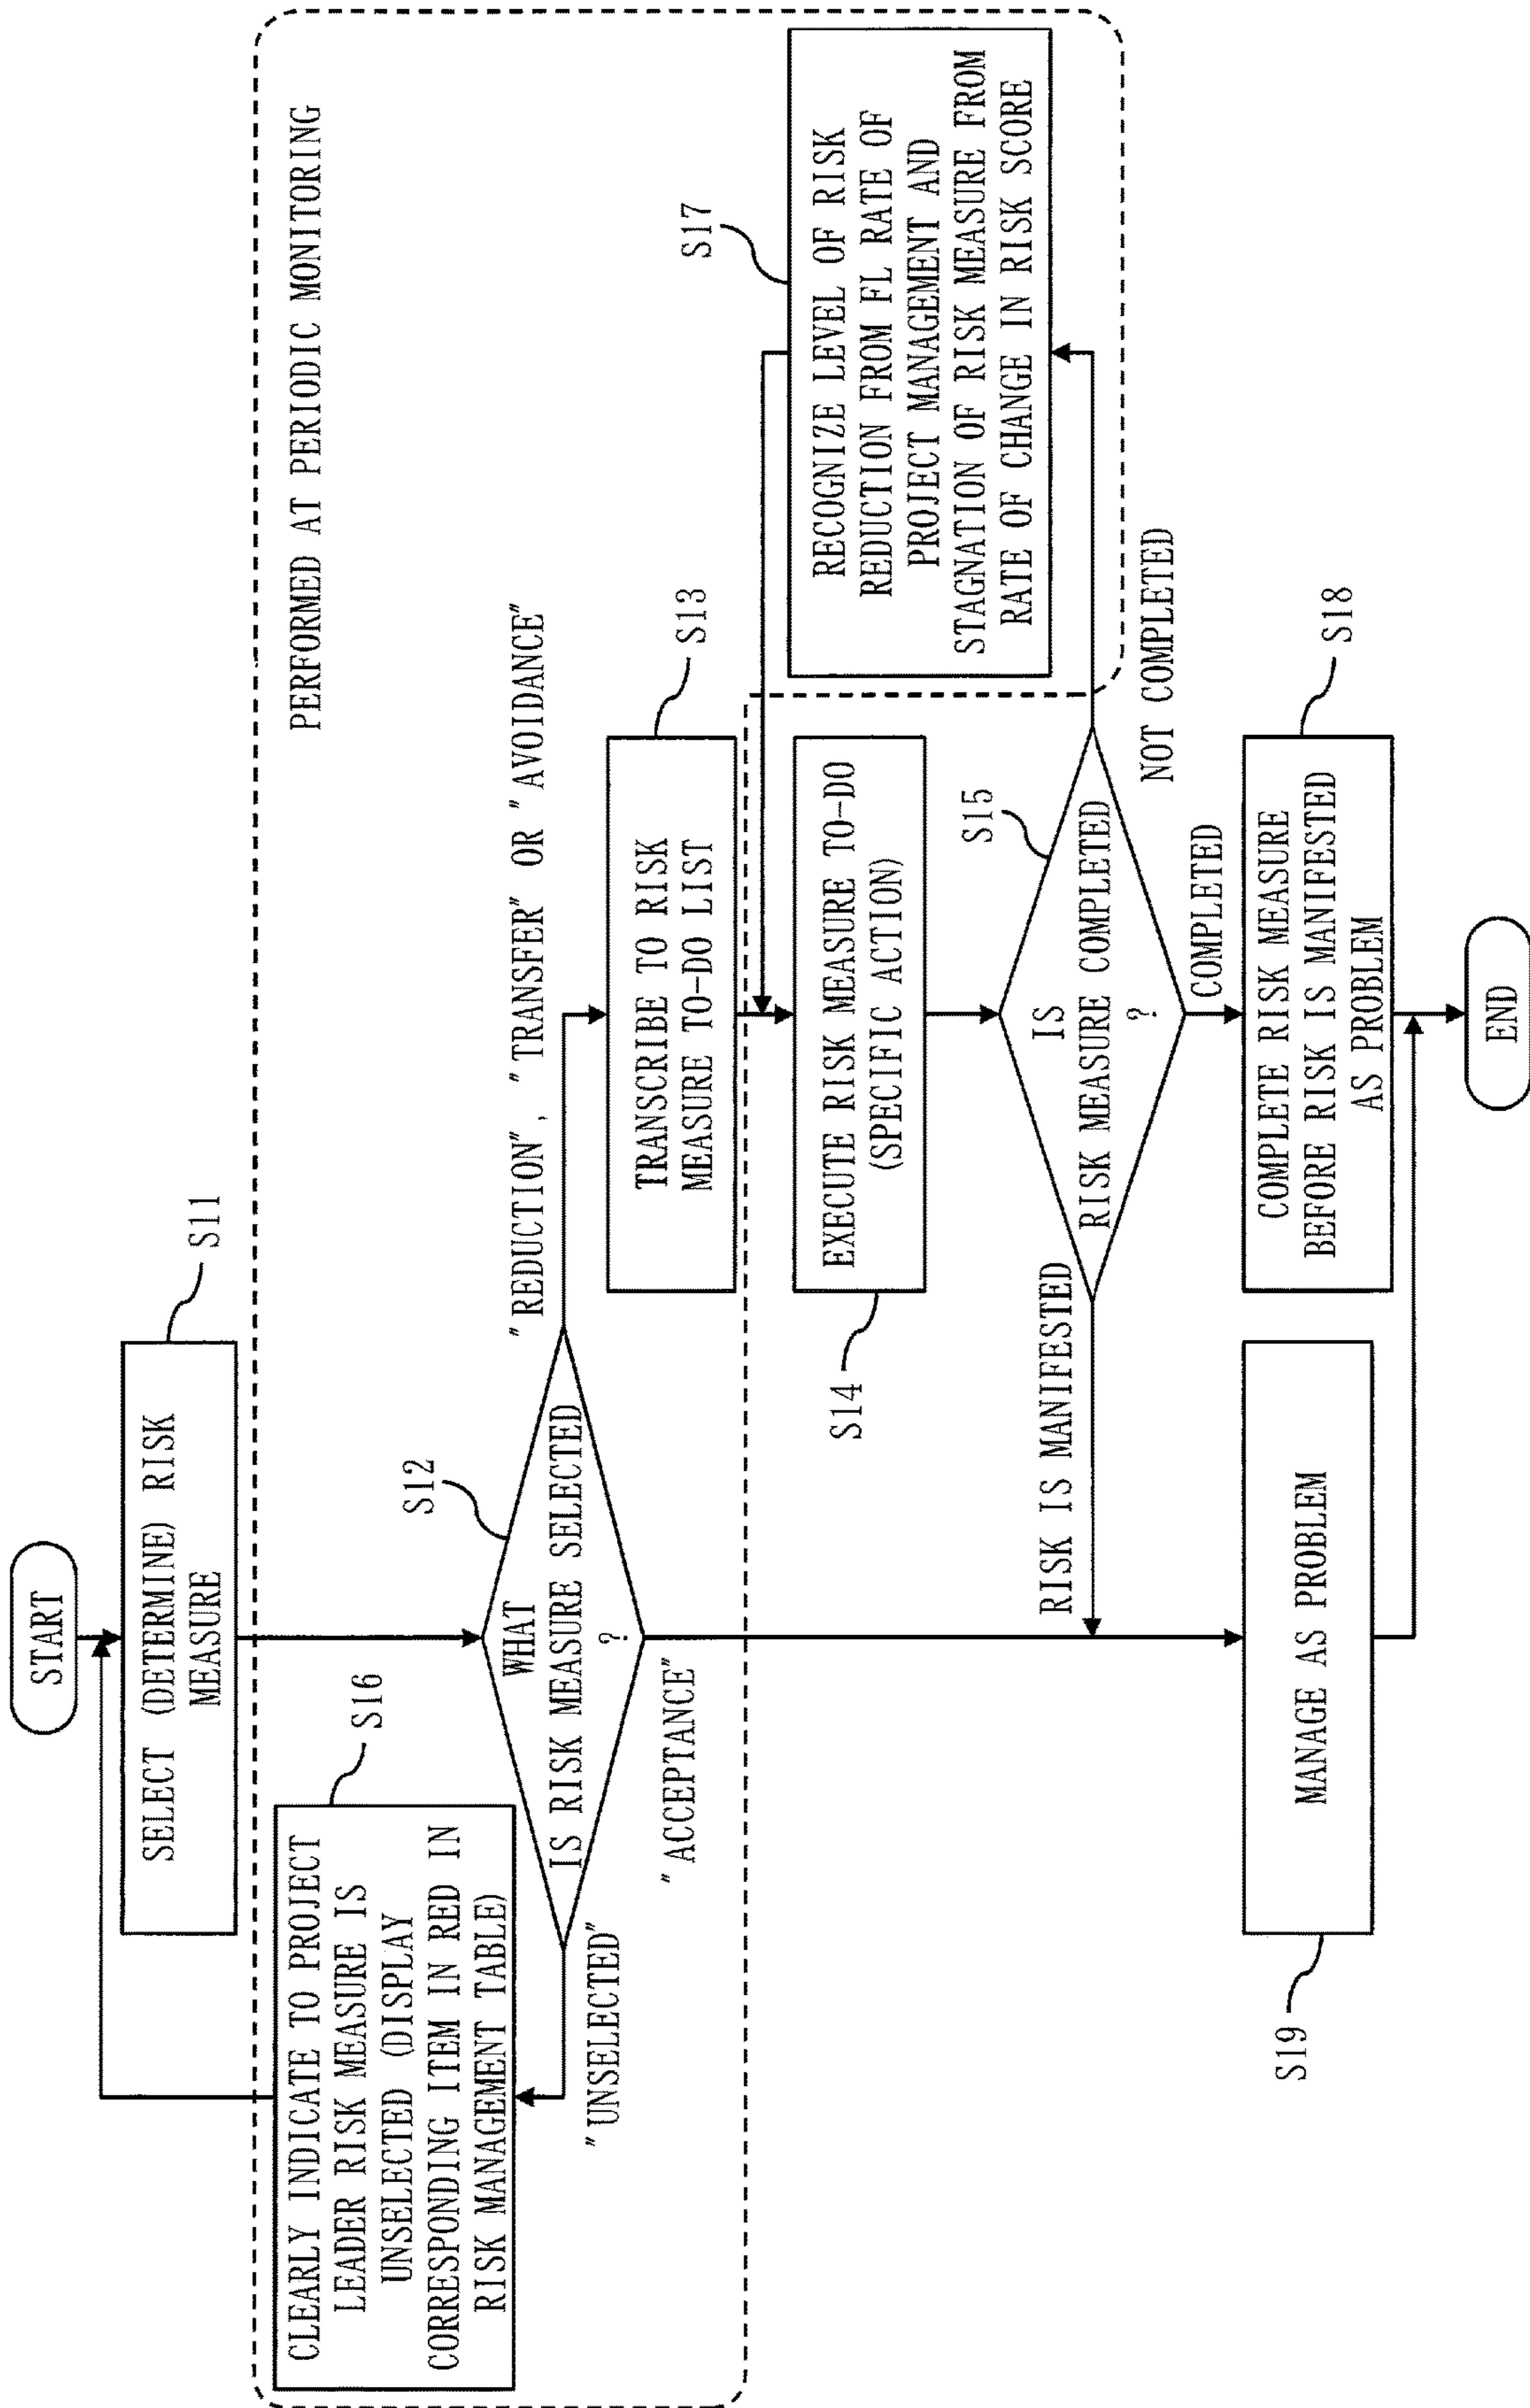 START
SELECT (DETERMINE) RISK
MEASURE
S11
PERFORMED AT PERIODIC MONITORING
CLEARLY INDICATE TO PROJECT
LEADER RISK MEASURE IS
UNSELECTED (DISPLAY
CORRESPONDING ITEM IN RED IN
RISK MANAGEMENT TABLE)
S16
WHAT
IS RISK MEASURE SELECTED
?
S12
"UNSELECTED"
"ACCEPTANCE"
"REDUCTION", "TRANSFER" OR "AVOIDANCE"
TRANSCRIBE TO RISK
MEASURE TO-DO LIST
S13
RECOGNIZE LEVEL OF RISK
REDUCTION FROM FL RATE OF
PROJECT MANAGEMENT AND
STAGNATION OF RISK MEASURE FROM
RATE OF CHANGE IN RISK SCORE
S17
EXECUTE RISK MEASURE TO-DO
(SPECIFIC ACTION)
S14
IS
RISK MEASURE COMPLETED
?
S15
RISK IS MANIFESTED
NOT COMPLETED
COMPLETED
MANAGE AS PROBLEM
S19
COMPLETE RISK MEASURE
BEFORE RISK IS MANIFESTED
AS PROBLEM
S18
END